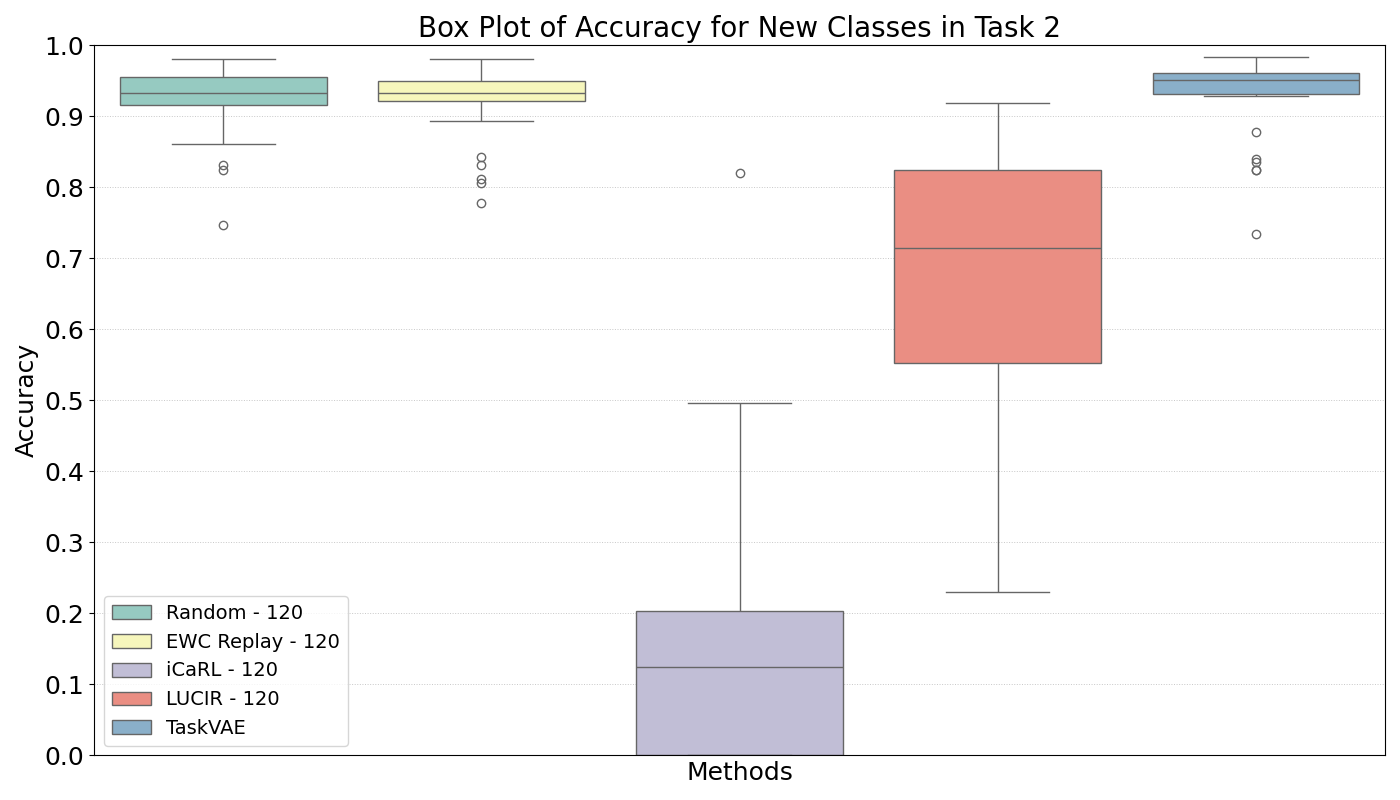 Box Plot of Accuracy for New Classes in Task 2
1.0
0.9
0.8
0.7
0.6
0.5
0.4
0.3
0.2
0.1
0.0
Accuracy
Random - 120
EWC Replay - 120
iCaRL - 120
LUCIR - 120
TaskVAE
Methods